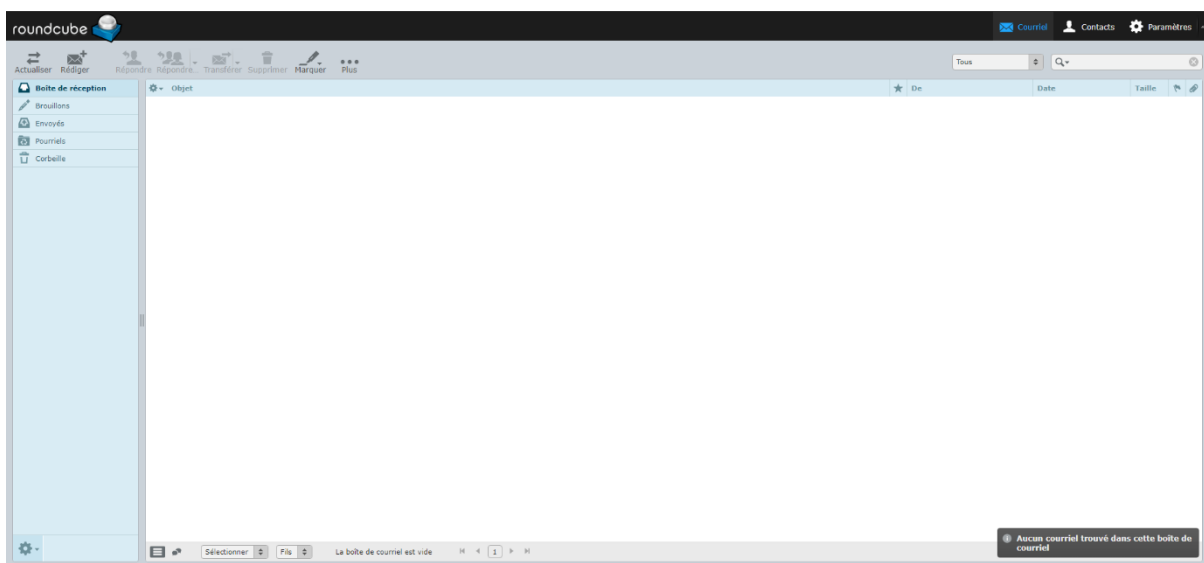 roundcube
Courriel Contacts Paramètres
Actualiser Rédiger Répondre Répondre... Transférer Supprimer Marquer Plus
Tous
Boîte de réception
Objet De Date Taille
Brouillons
Envoyés
Pourriels
Corbeille
Sélectionner Fils La boîte de courriel est vide 1
Aucun courriel trouvé dans cette boîte de
courriel